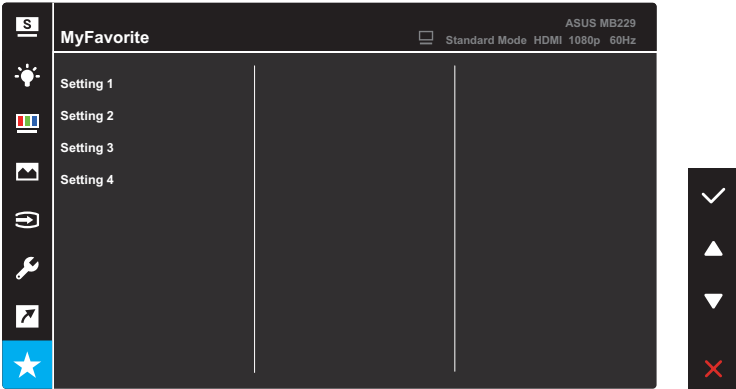 S
ASUS MB229
MyFavorite
Standard Mode HDMI 1080p 60Hz
Setting 1
Setting 2
Setting 3
Setting 4